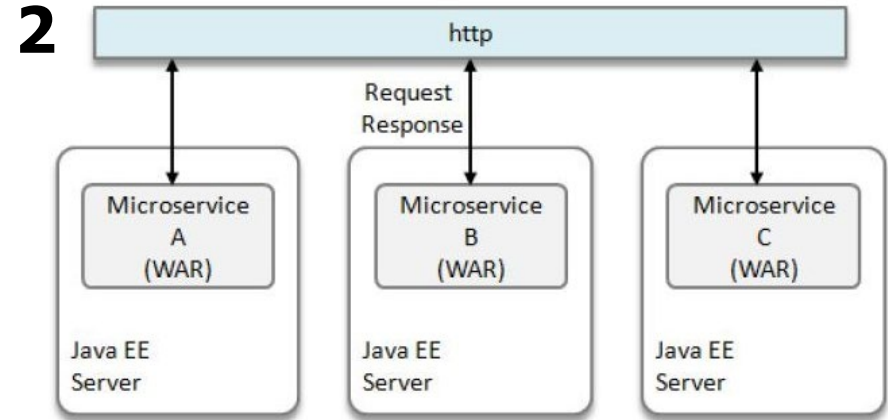 2
http
Request
Response
Microservice
A
(WAR)
Java EE
Server
Microservice
B
(WAR)
Java EE
Server
Microservice
C
(WAR)
Java EE
Server